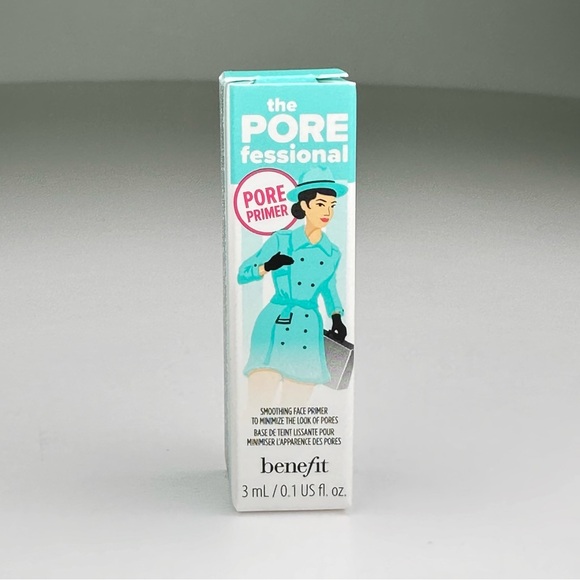 the
PORE
fessional
PORE
PRIMER
SMOOTHING FACE PRIMER
TO MINIMIZE THE LOOK OF PORES
BASE DE TEINT LISSANTE POUR
MINIMISER L'APPARENCE DES PORES
benefit
3 mL / 0.1 US fl. oz.